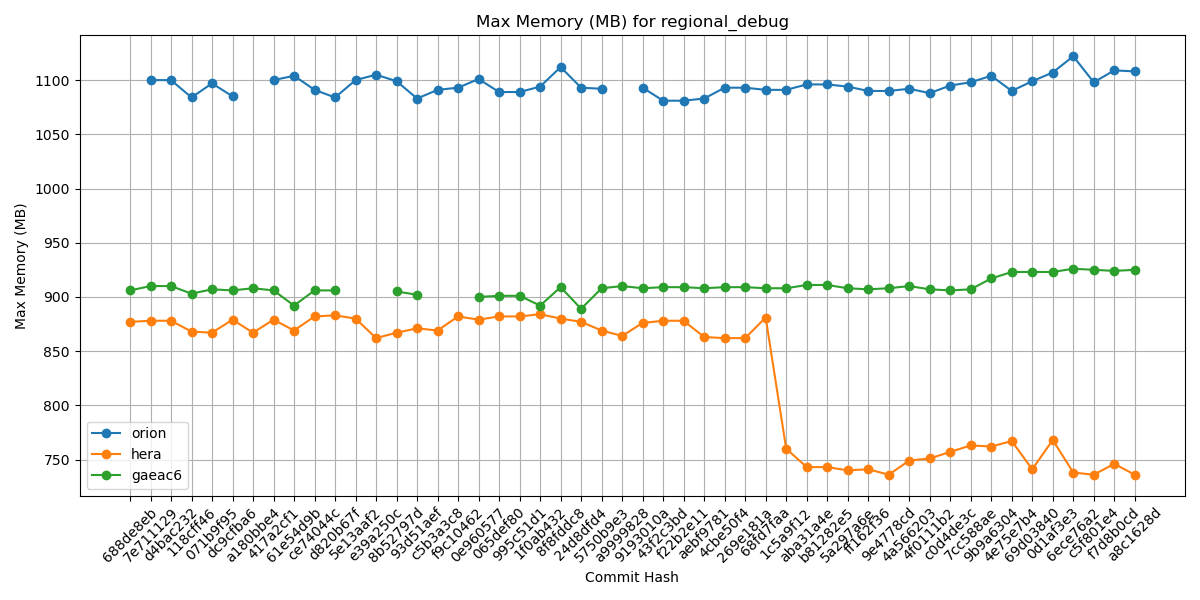 Max Memory (MB) for regional_debug
Max Memory (MB)
1100
1050
1000
950
900
850
800
750
orion
hera
gaeac6
688de8eb
7e711129
d4bac232
118cff46
071b9f95
dc9cfba6
a180bbe4
417a2cf1
61e54d9b
ce74044c
d820b67f
5e13aaf2
e39a250c
8b52797d
93d51aef
c5b3a3c8
f9c10462
0e960577
065def80
995c51d1
1f0ab432
8f8fddc8
24d8dfd4
5750b9e3
a9999828
9193010a
43f2c3bd
f22b2e11
aebf9781
4cbe50f4
269e181a
68fd7faa
1c5a9f12
aba31a4e
b81282e5
5a297a6e
ff162f36
9e4778cd
4a566203
4f0111b2
c0d4de3c
7cc588ae
9b9a6304
4e75e7b4
69d03840
0d1af3e3
6ece76a2
c5f801e4
f7d8b0cd
a8c1628d
Commit Hash